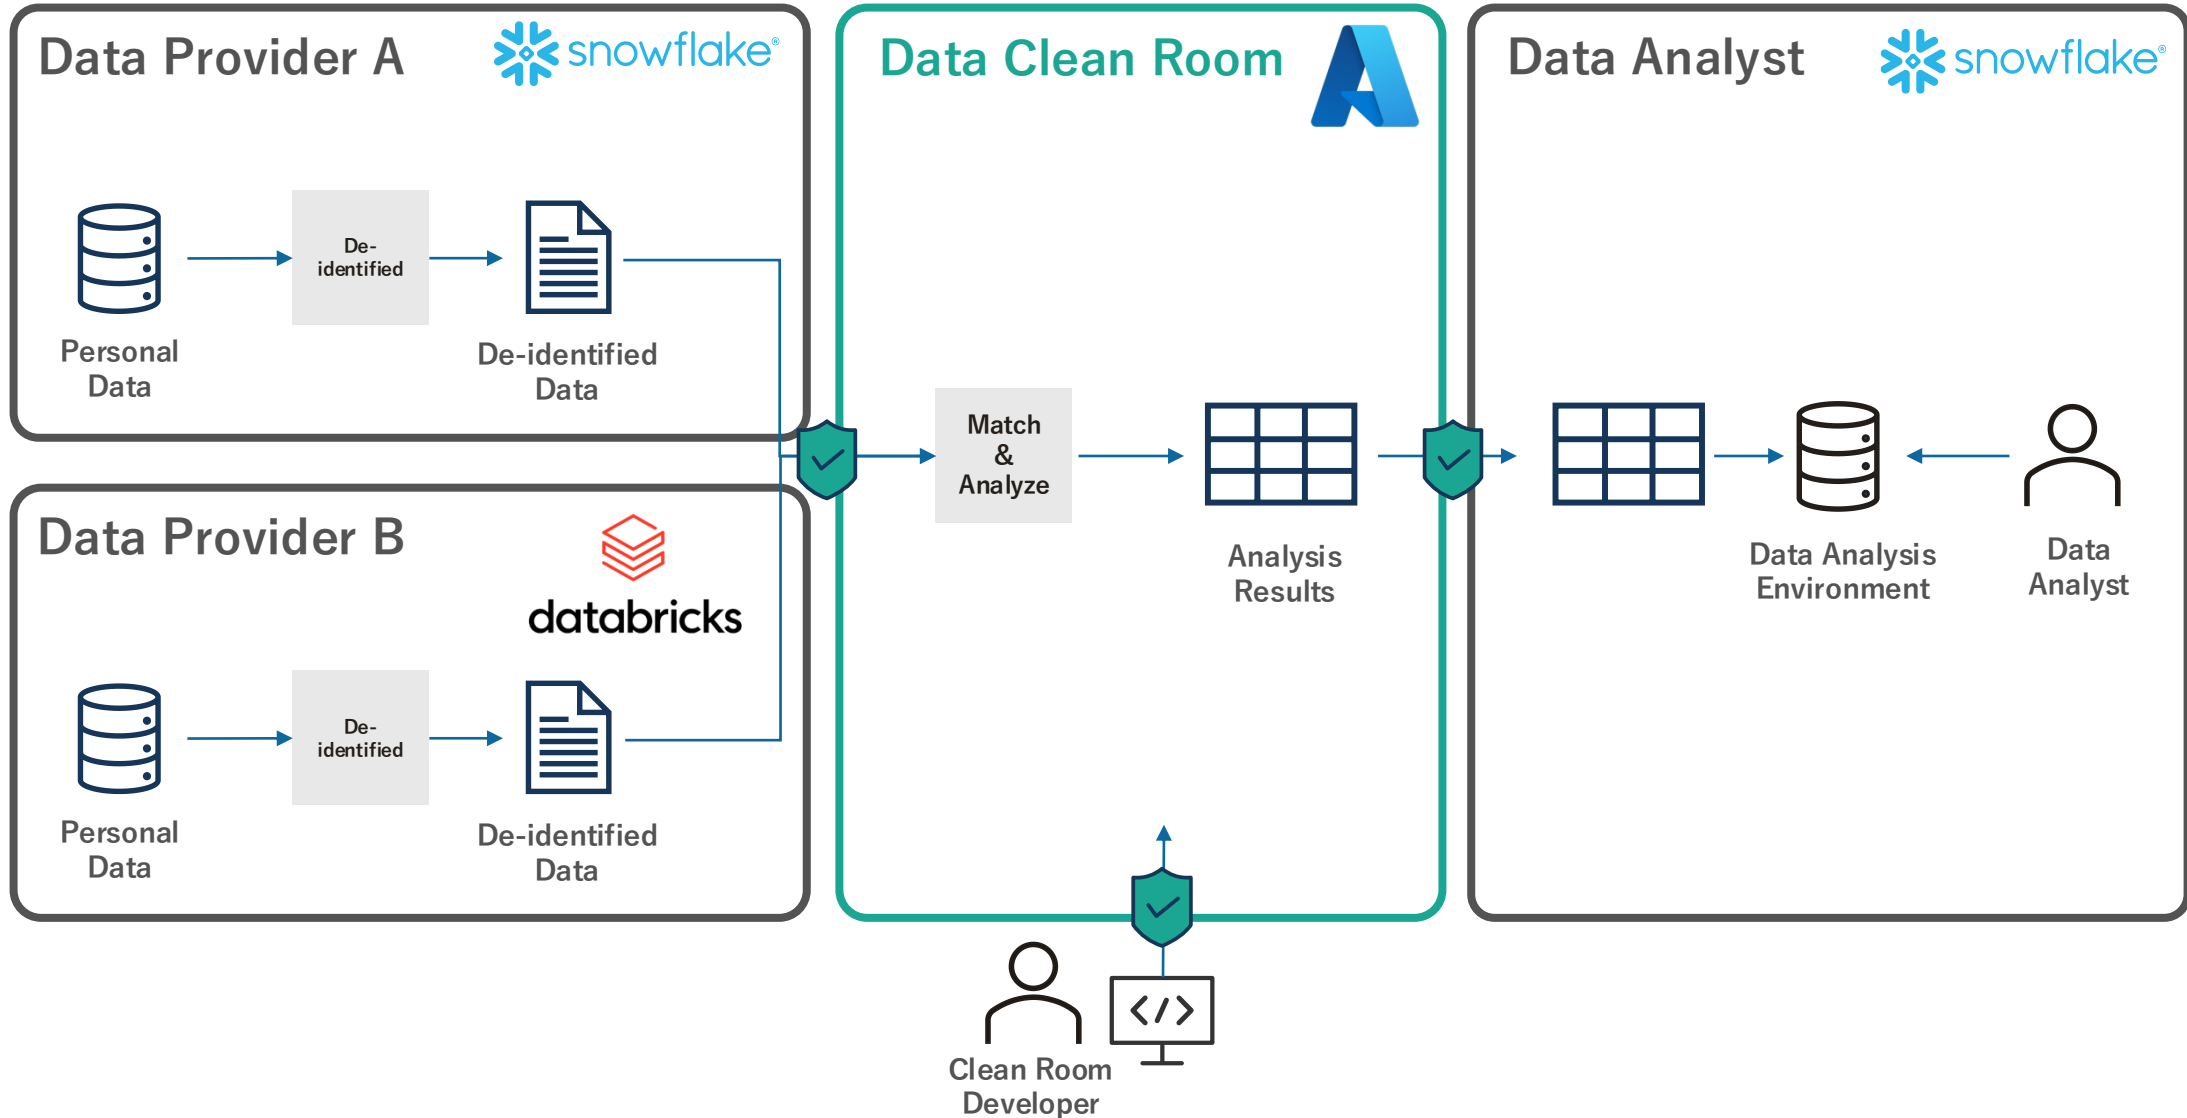 Data Provider A
snowflake®
De-
identified
Personal
Data
De-identified
Data
Data Provider B
databricks
De-
identified
Personal
Data
De-identified
Data
Data Clean Room
Match
&
Analyze
Analysis
Results
</>
Clean Room
Developer
Data Analyst
snowflake®
Data Analysis
Environment
Data
Analyst